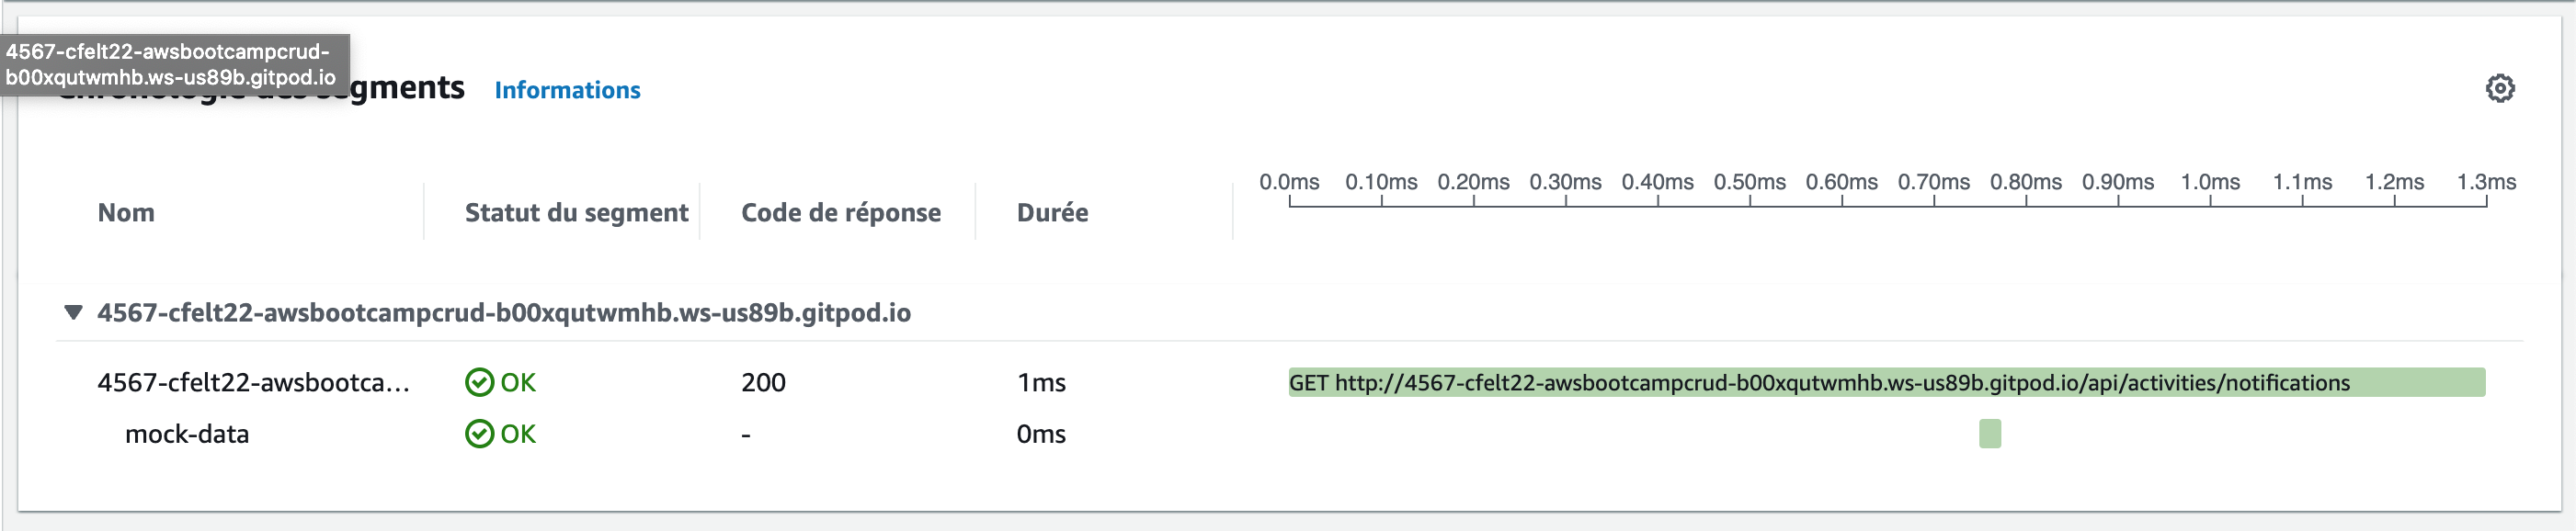 4567-cfelt22-awsbootcampcrud-
b00xqutwmhb.ws-us89b.gitpod.io
segments Informations
0.0ms 0.10ms 0.20ms 0.30ms 0.40ms 0.50ms 0.60ms 0.70ms 0.80ms 0.90ms 1.0ms 1.1ms 1.2ms 1.3ms
Nom Statut du segment Code de réponse Durée
4567-cfelt22-awsbootcampcrud-b00xqutwmhb.ws-us89b.gitpod.io
4567-cfelt22-awsbootca... OK 200 1ms GET http://4567-cfelt22-awsbootcampcrud-b00xqutwmhb.ws-us89b.gitpod.io/api/activities/notifications
mock-data OK - 0ms